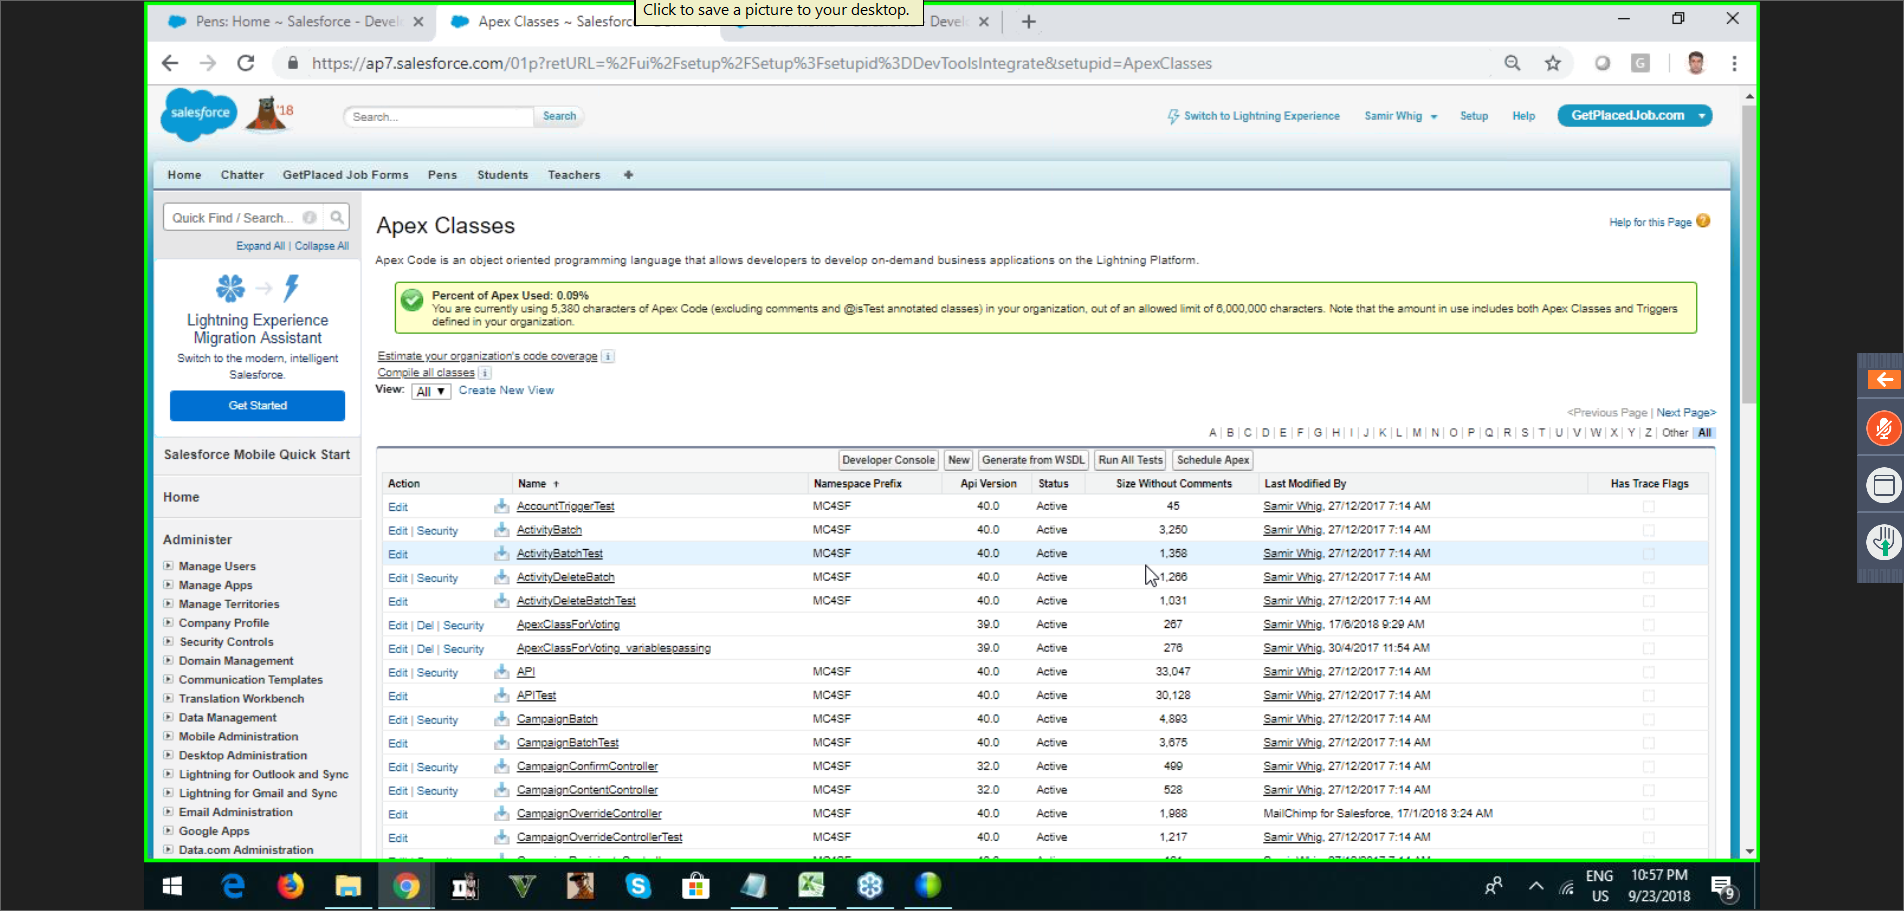 Click to save a picture to your desktop.
Pens: Home ~ Salesforce - Devel
Apex Classes ~ Salesforc
- Devel
https://ap7.salesforce.com/01p?retURL=%2Fui%2Fsetup%2FSetup%3Fsetupid%3DDevToolsIntegrate&setupid=ApexClasses
G
salesforce
'18
Search...
Search
Switch to Lightning Experience
Samir Whig
Setup
Help
GetPlacedJob.com
Home
Chatter
GetPlaced Job Forms
Pens
Students
Teachers
Quick Find / Search...
Expand All | Collapse All
Lightning Experience
Migration Assistant
Switch to the modern, intelligent
Salesforce.
Get Started
Salesforce Mobile Quick Start
Home
Administer
Manage Users
Manage Apps
Manage Territories
Company Profile
Security Controls
Domain Management
Communication Templates
Translation Workbench
Data Management
Mobile Administration
Desktop Administration
Lightning for Outlook and Sync
Lightning for Gmail and Sync
Email Administration
Google Apps
Data.com Administration
Apex Classes
Help for this Page ?
Apex Code is an object oriented programming language that allows developers to develop on-demand business applications on the Lightning Platform.
Percent of Apex Used: 0.09%
You are currently using 5,380 characters of Apex Code (excluding comments and @isTest annotated classes) in your organization, out of an allowed limit of 6,000,000 characters. Note that the amount in use includes both Apex Classes and Triggers
defined in your organization.
Estimate your organization's code coverage i
Compile all classes i
View: All Create New View
<Previous Page | Next Page>
A | B | C | D | E | F | G | H | I | J | K | L | M | N | O | P | Q | R | S | T | U | V | W | X | Y | Z | Other All
Developer Console New Generate from WSDL Run All Tests Schedule Apex
Action Name Namespace Prefix Api Version Status Size Without Comments Last Modified By Has Trace Flags
Edit AccountTriggerTest MC4SF 40.0 Active 45 Samir Whig, 27/12/2017 7:14 AM
Edit | Security ActivityBatch MC4SF 40.0 Active 3,250 Samir Whig, 27/12/2017 7:14 AM
Edit ActivityBatchTest MC4SF 40.0 Active 1,358 Samir Whig, 27/12/2017 7:14 AM
Edit | Security ActivityDeleteBatch MC4SF 40.0 Active 1,266 Samir Whig, 27/12/2017 7:14 AM
Edit ActivityDeleteBatchTest MC4SF 40.0 Active 1,031 Samir Whig, 27/12/2017 7:14 AM
Edit | Del | Security ApexClassForVoting 39.0 Active 267 Samir Whig, 17/6/2018 9:29 AM
Edit | Del | Security ApexClassForVoting_variablespassing 39.0 Active 276 Samir Whig, 30/4/2017 11:54 AM
Edit | Security API MC4SF 40.0 Active 33,047 Samir Whig, 27/12/2017 7:14 AM
Edit APITest MC4SF 40.0 Active 30,128 Samir Whig, 27/12/2017 7:14 AM
Edit | Security CampaignBatch MC4SF 40.0 Active 4,893 Samir Whig, 27/12/2017 7:14 AM
Edit CampaignBatchTest MC4SF 40.0 Active 3,675 Samir Whig, 27/12/2017 7:14 AM
Edit | Security CampaignConfirmController MC4SF 32.0 Active 499 Samir Whig, 27/12/2017 7:14 AM
Edit | Security CampaignContentController MC4SF 32.0 Active 528 Samir Whig, 27/12/2017 7:14 AM
Edit CampaignOverrideController MC4SF 40.0 Active 1,988 MailChimp for Salesforce, 17/1/2018 3:24 AM
Edit CampaignOverrideControllerTest MC4SF 40.0 Active 1,217 Samir Whig, 27/12/2017 7:14 AM
ENG
US
10:57 PM
9/23/2018
9